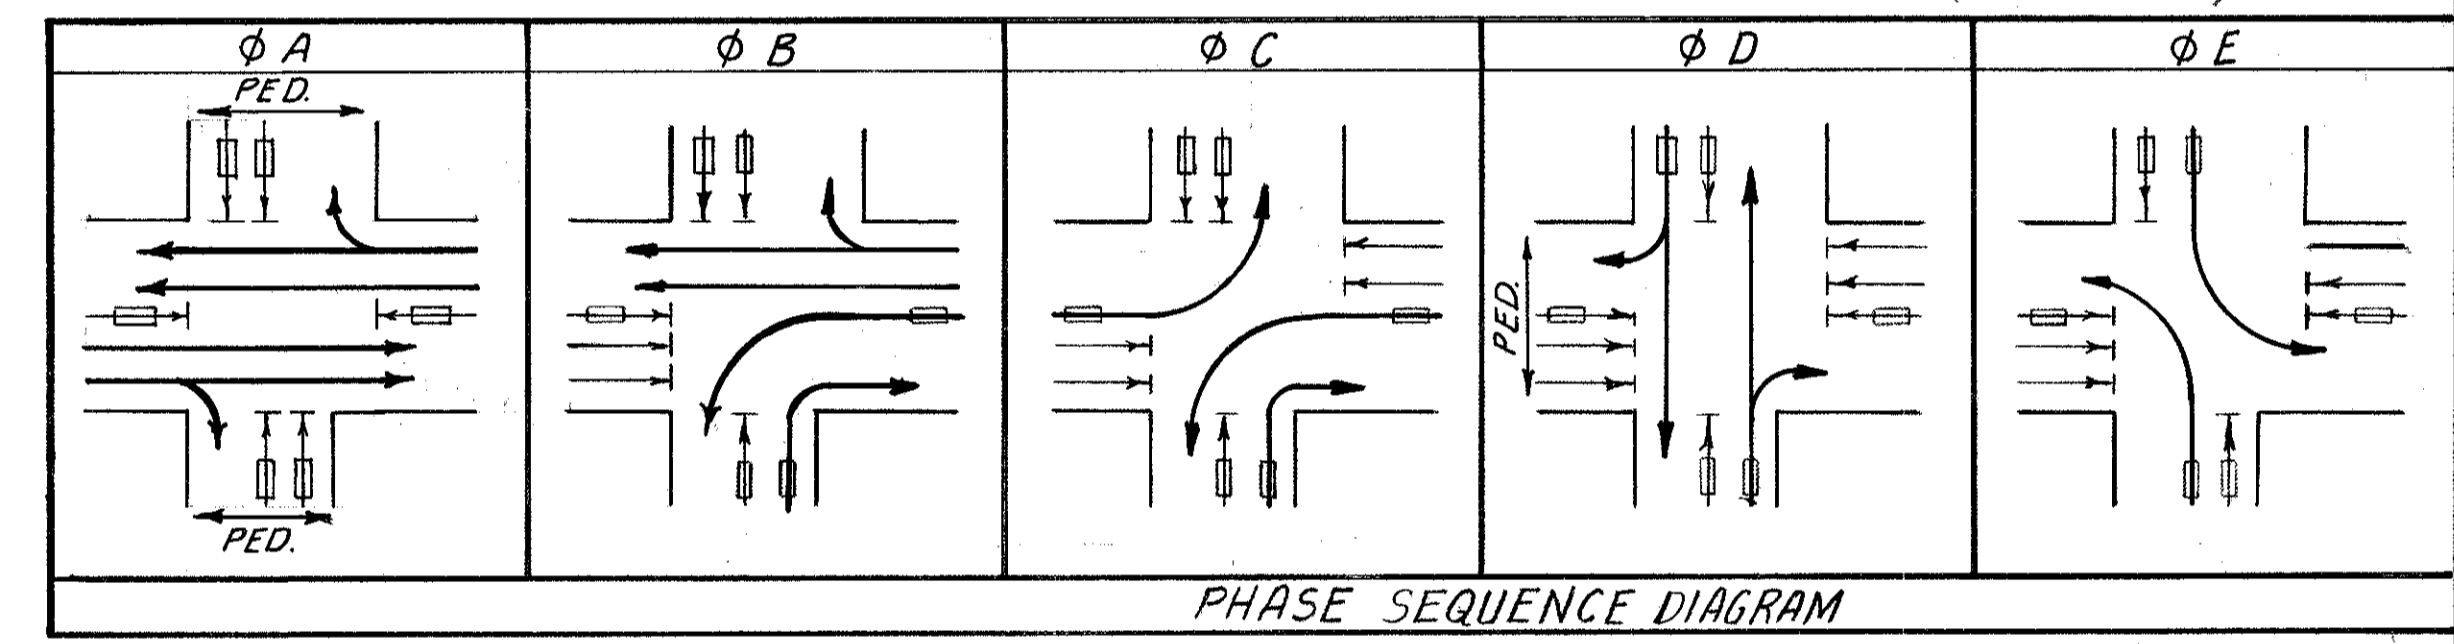 φ A
φ B
φ C
φ D
φ E
PED.
PED.
PED.
PHASE SEQUENCE DIAGRAM